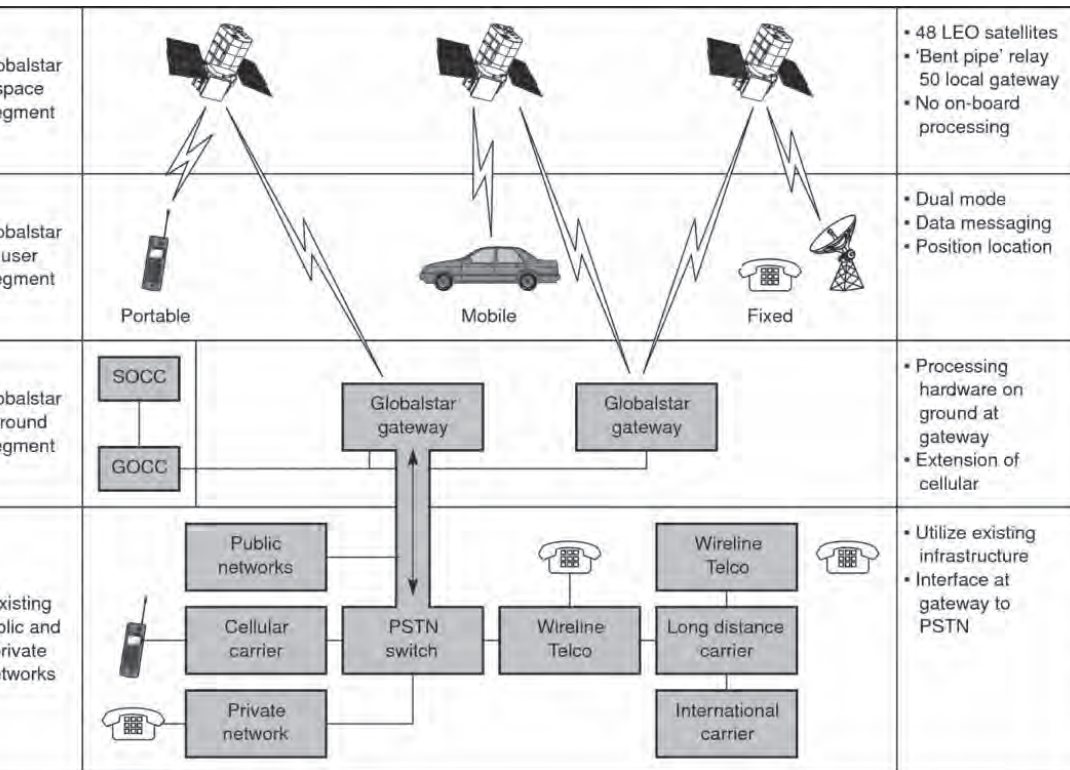 obalstar
space
egment
• 48 LEO satellites
• 'Bent pipe' relay
50 local gateway
• No on-board
processing
obalstar
user
egment
Portable
Mobile
Fixed
• Dual mode
• Data messaging
• Position location
obalstar
round
egment
SOCC
GOCC
Globalstar
gateway
Globalstar
gateway
• Processing
hardware on
ground at
gateway
• Extension of
cellular
xisting
blic and
rivate
tworks
Public
networks
Cellular
carrier
Private
network
PSTN
switch
Wireline
Telco
Wireline
Telco
Long distance
carrier
International
carrier
• Utilize existing
infrastructure
• Interface at
gateway to
PSTN